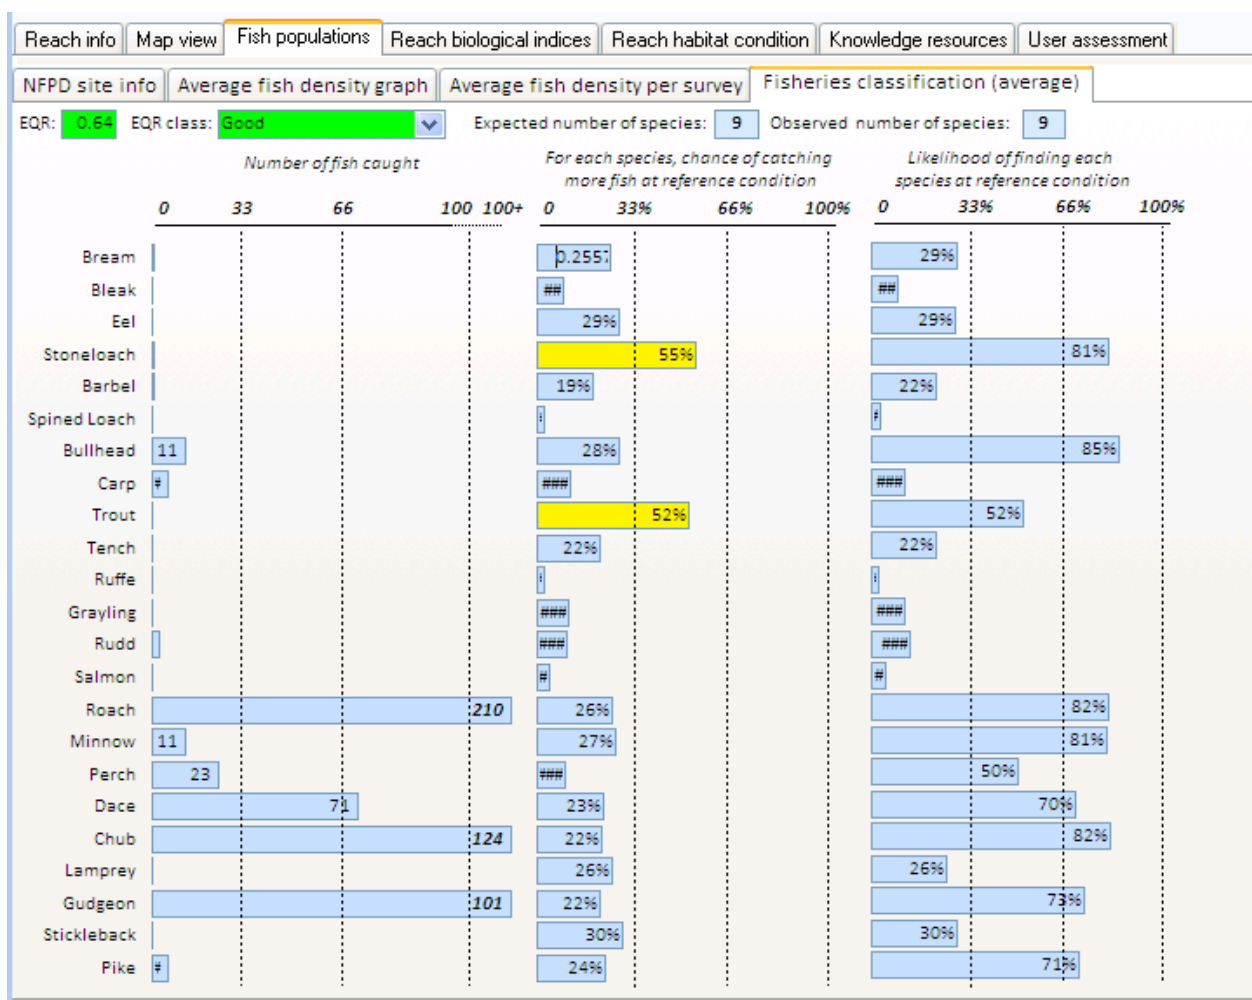 Reach info Map view Fish populations Reach biological indices Reach habitat condition Knowledge resources User assessment
NFPD site info Average fish density graph Average fish density per survey Fisheries classification (average)
EQR: 0.64 EQR class: Good Expected number of species: 9 Observed number of species: 9
Number of fish caught For each species, chance of catching more fish at reference condition Likelihood of finding each species at reference condition
0 33 66 100 100+ 0 33% 66% 100% 0 33% 66% 100%
Bream 0.2557 29%
Bleak ## ##
Eel 29% 29%
Stoneloach 55% 81%
Barbel 19% 22%
Spined Loach
Bullhead 11 28% 85%
Carp # ### ###
Trout 52% 52%
Tench 22% 22%
Ruffe
Grayling ### ###
Rudd ### ###
Salmon # #
Roach 210 26% 82%
Minnow 11 27% 81%
Perch 23 ### 50%
Dace 71 23% 70%
Chub 124 22% 82%
Lamprey 26% 26%
Gudgeon 101 22% 73%
Stickleback 30% 30%
Pike # 24% 71%